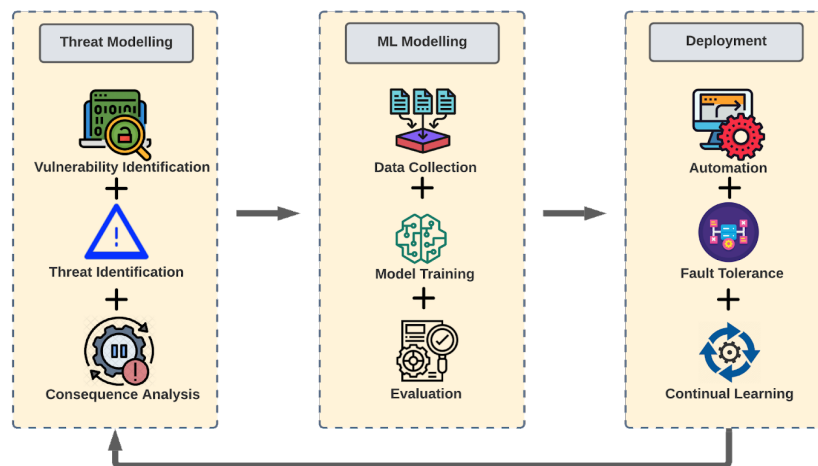 Threat Modelling
Vulnerability Identification
Threat Identification
Consequence Analysis
ML Modelling
Data Collection
Model Training
Evaluation
Deployment
Automation
Fault Tolerance
Continual Learning